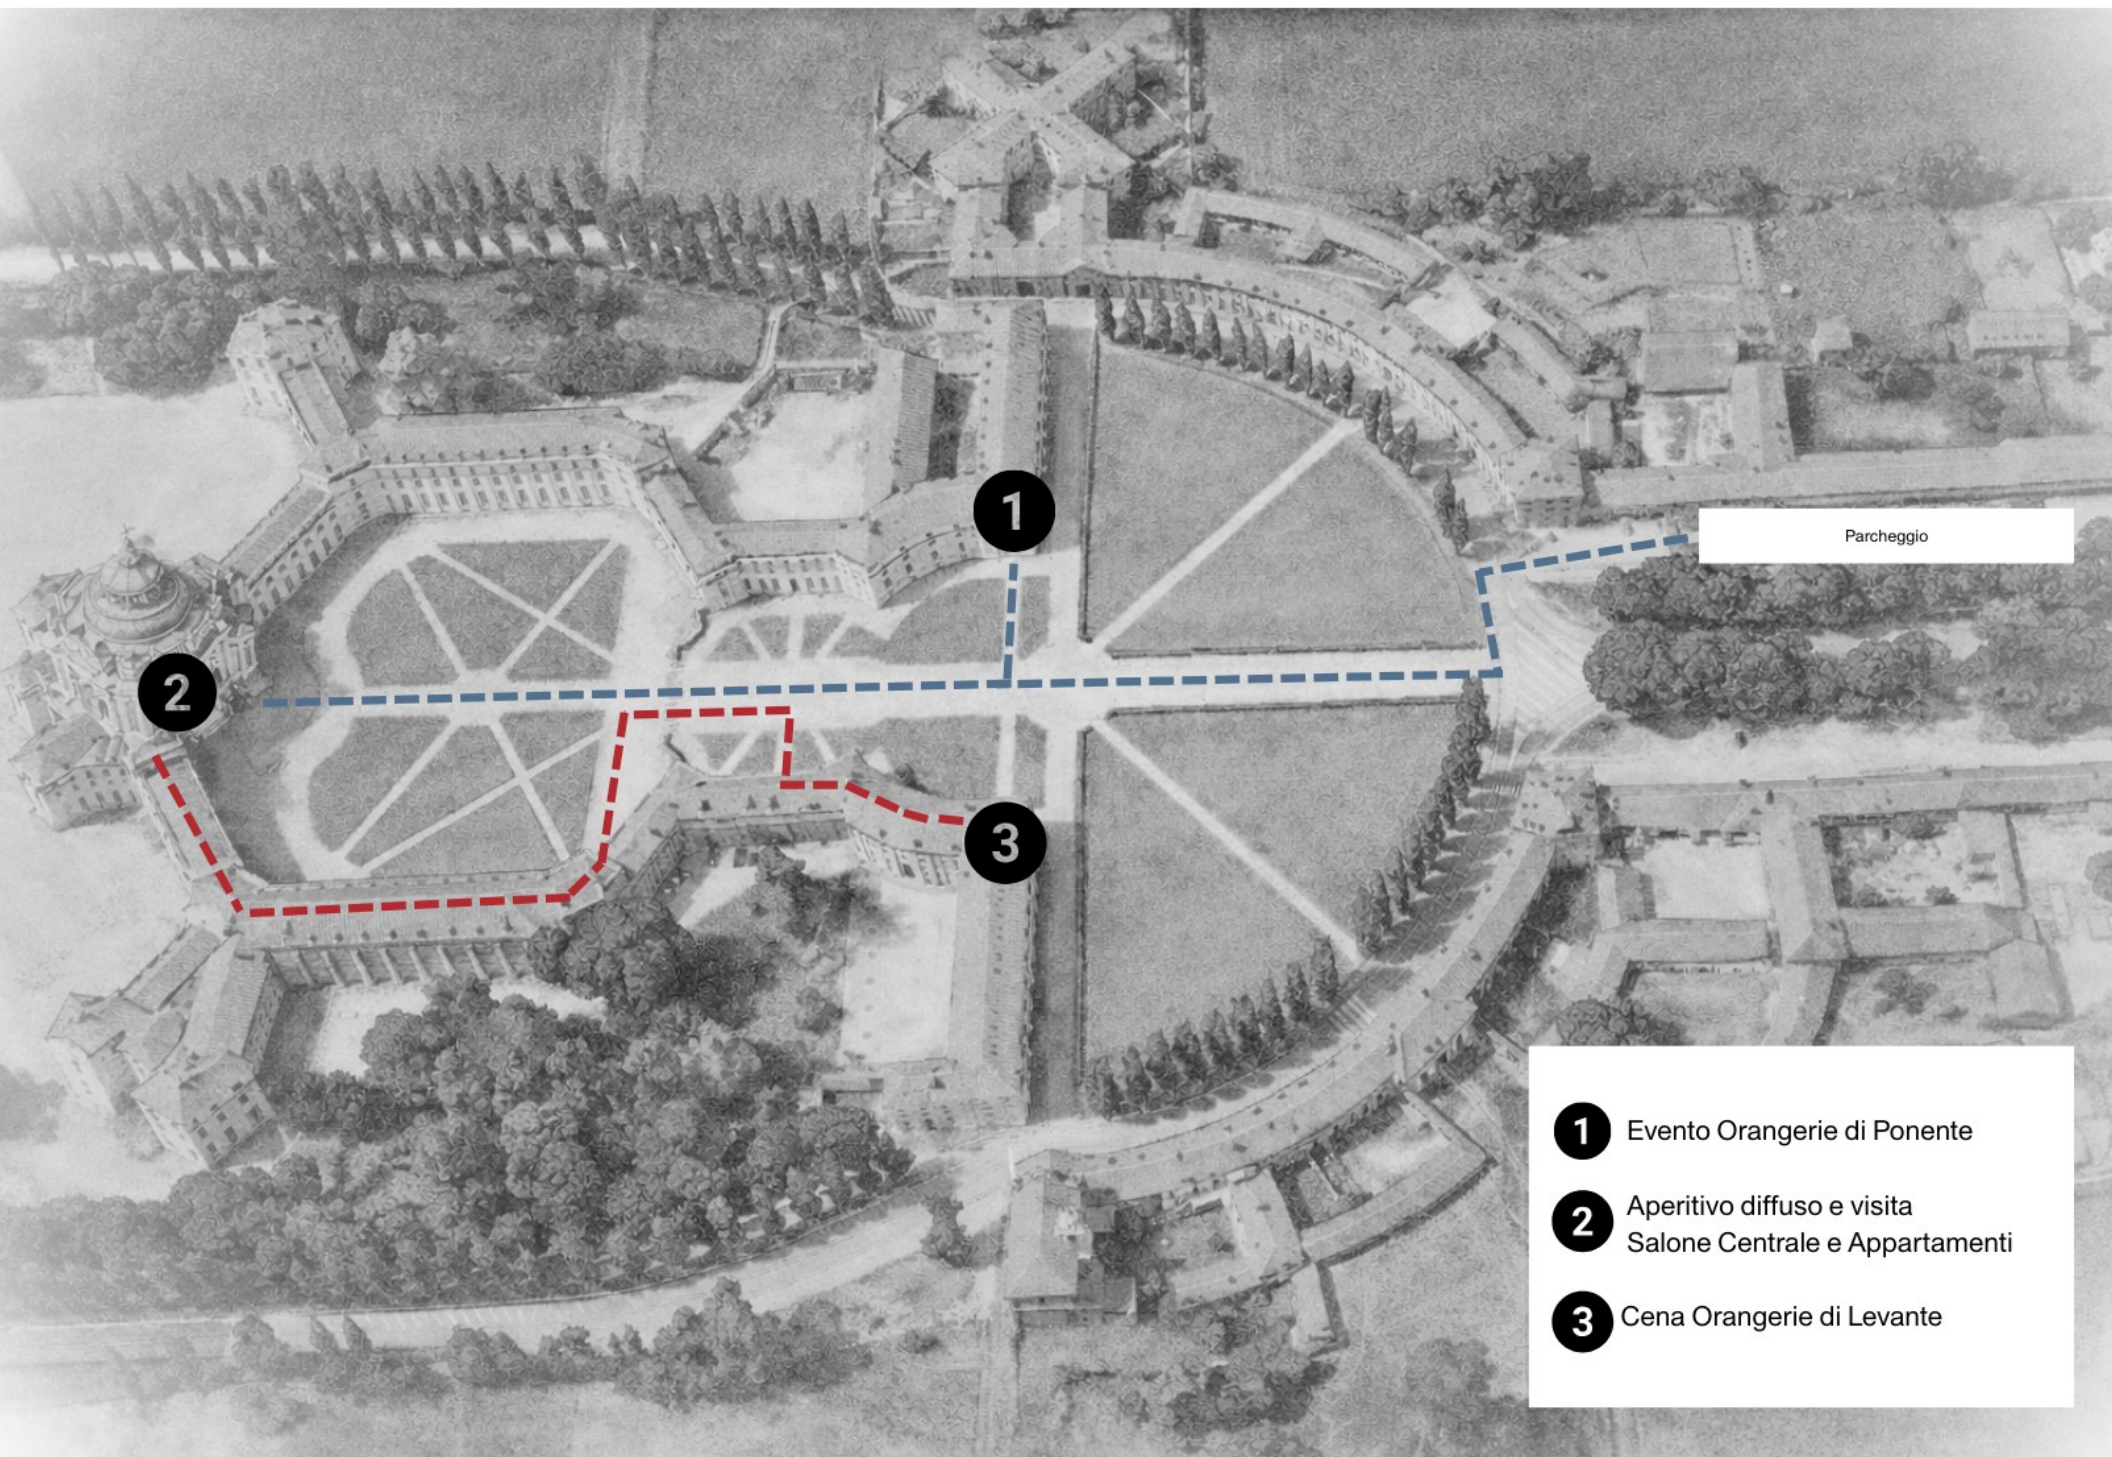 1
2
3
Parcheggio
1 Evento Orangerie di Ponente
2 Aperitivo diffuso e visita
Salone Centrale e Appartamenti
3 Cena Orangerie di Levante